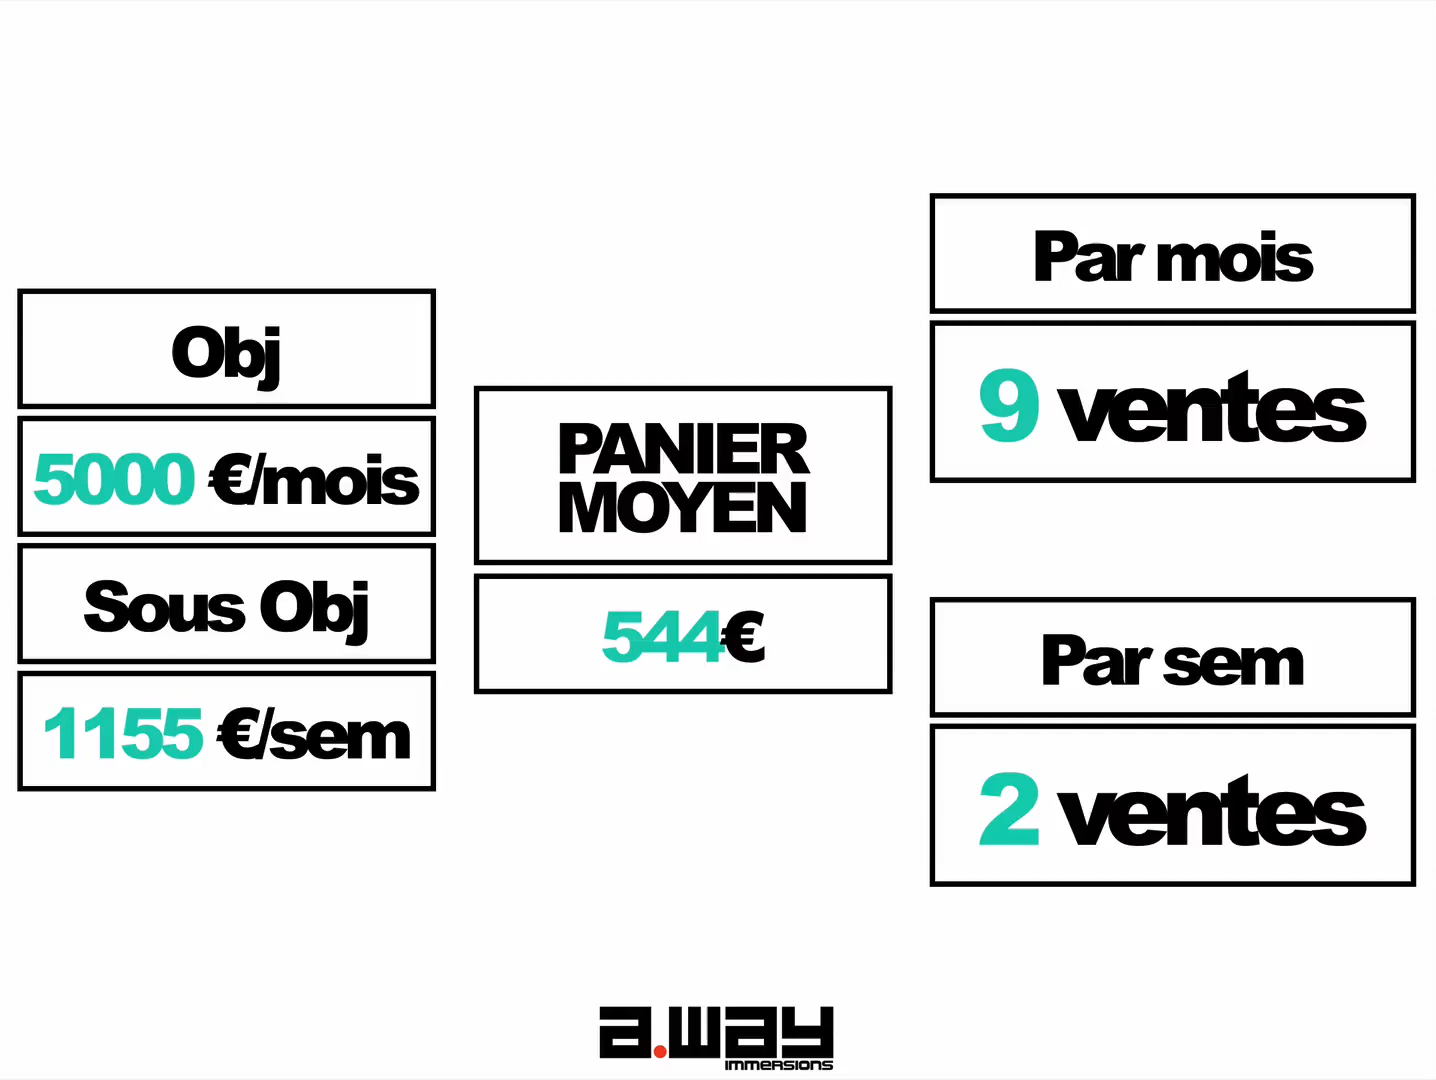 Obj
5000 €/mois
Sous Obj
1155 €/sem
PANIER
MOYEN
544€
Par mois
9 ventes
Par sem
2 ventes
a.way
immersions